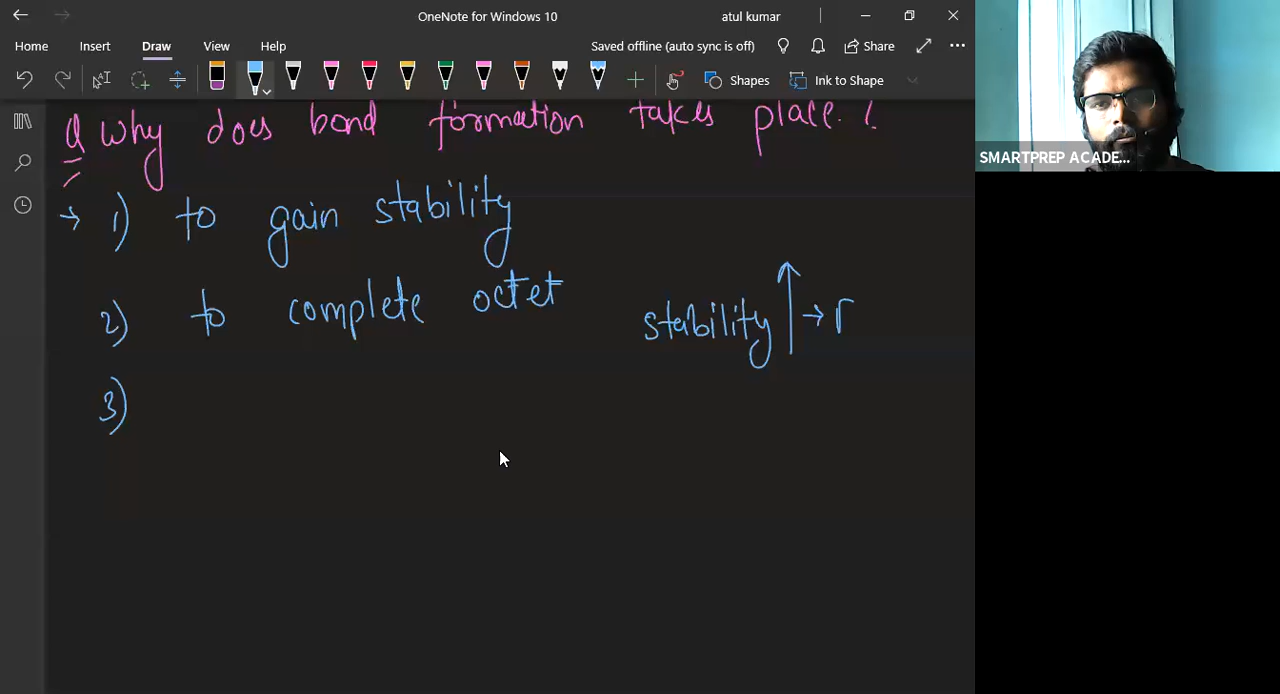 OneNote for Windows 10
atul kumar
Home Insert Draw View Help
Saved offline (auto sync is off)
Share
Shapes
Ink to Shape
SMARTPREP ACADE...
Q Why does bond formation takes place. ?
→ 1) to gain stability
2) to complete octet
stability ↑ → r
3)